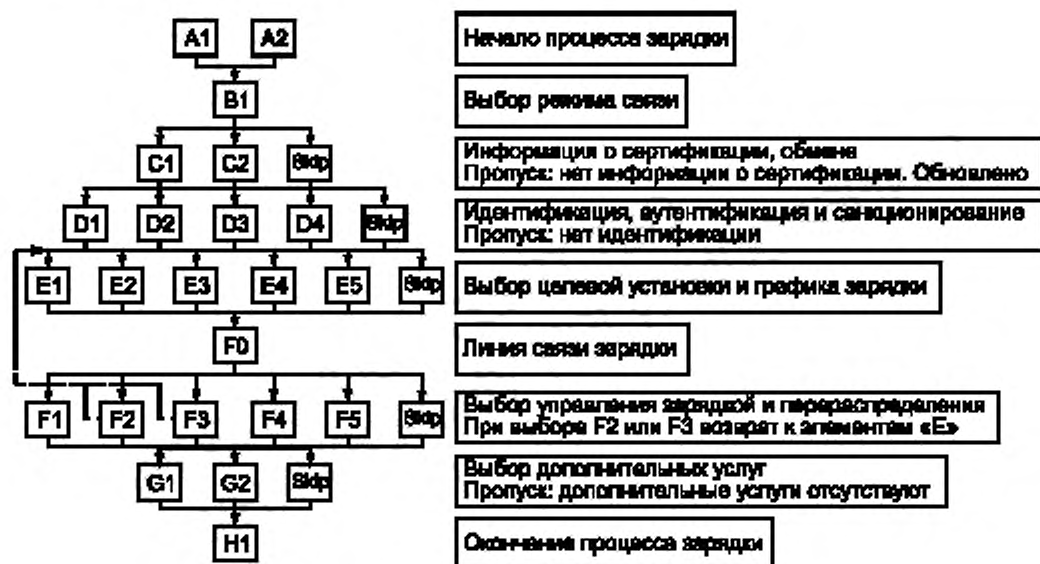 A1 A2 Начало процесса зарядки
B1 Выбор режима связи
C1 C2 Skip Информация о сертификации, обмена
Пропуск: нет информации о сертификации. Обновлено
D1 D2 D3 D4 Skip Идентификация, аутентификация и санкционирование
Пропуск: нет идентификации
E1 E2 E3 E4 E5 Skip Выбор целевой установки и графика зарядки
F0 Линия связи зарядки
F1 F2 F3 F4 F5 Skip Выбор управления зарядкой и перераспределения
При выборе F2 или F3 возврат к элементам «E»
G1 G2 Skip Выбор дополнительных услуг
Пропуск: дополнительные услуги отсутствуют
H1 Окончание процесса зарядки